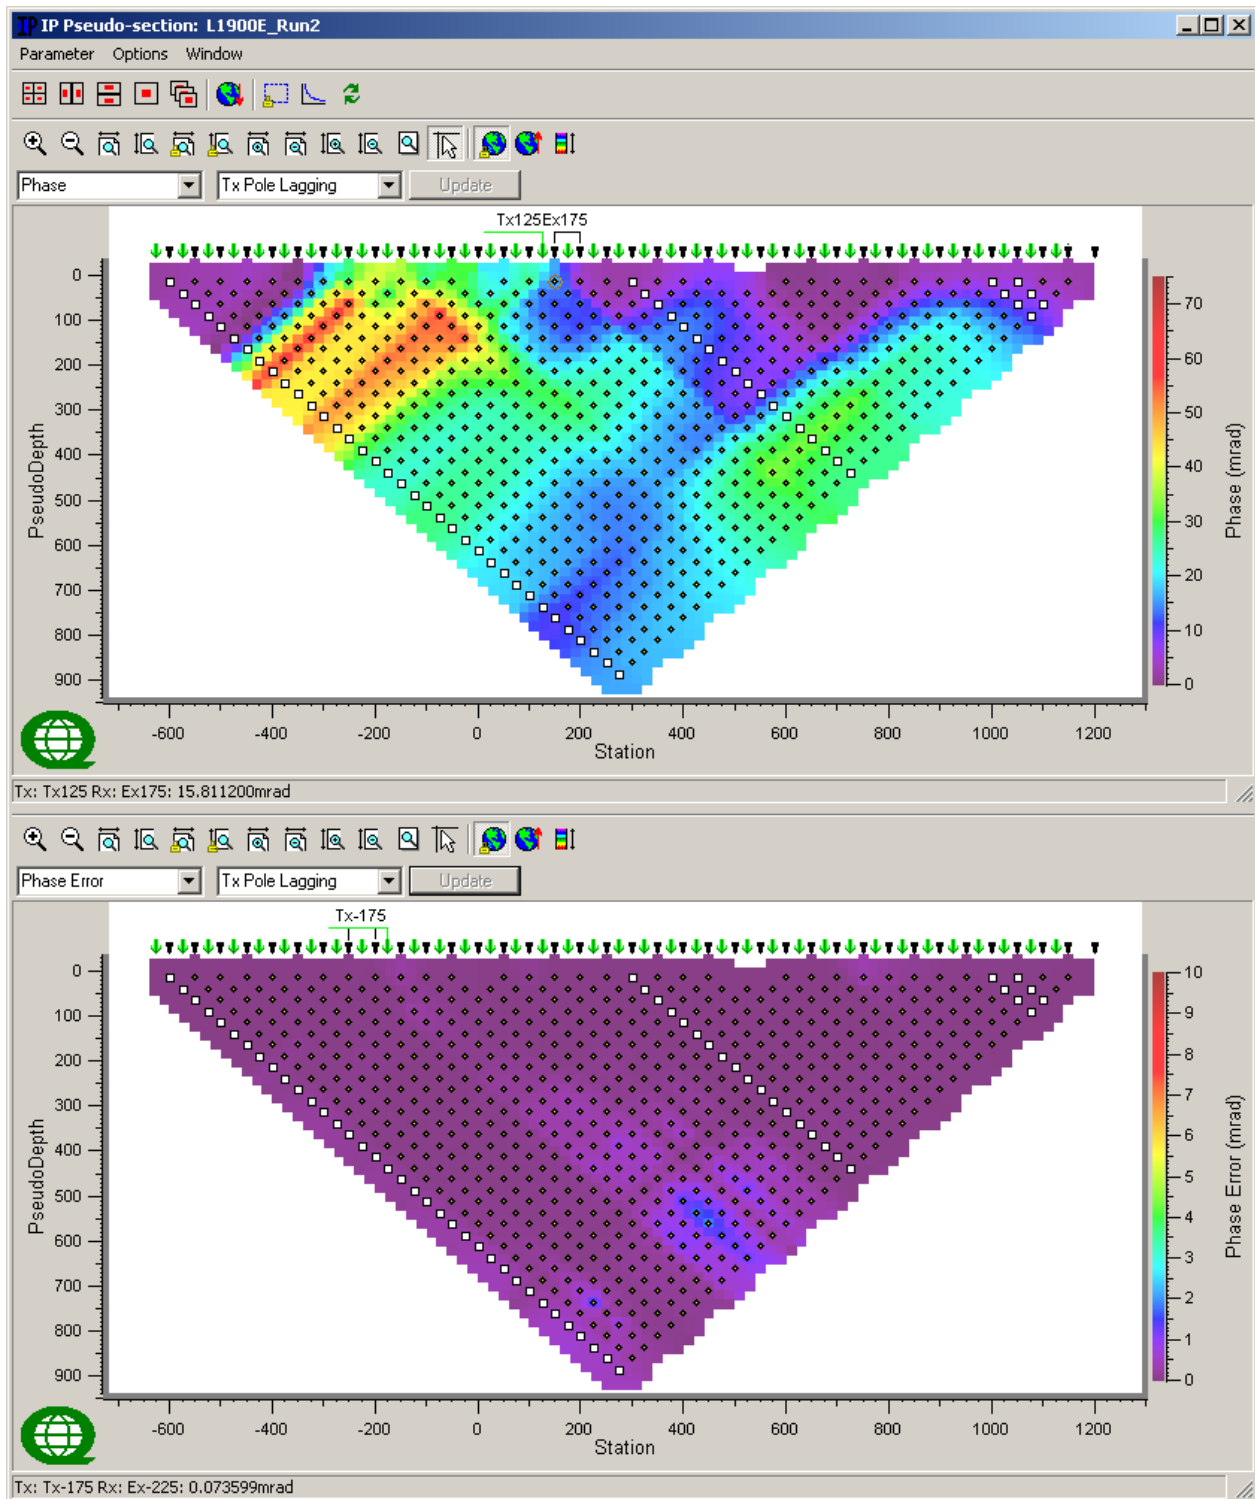 IP Pseudo-section: L1900E_Run2
Parameter Options Window
Phase Tx Pole Lagging Update
Tx125Ex175
0
100
200
300
400
500
600
700
800
900
PseudoDepth
-600 -400 -200 0 200 400 600 800 1000 1200
Station
70
60
50
40
30
20
10
0
Phase (mrad)
Tx: Tx125 Rx: Ex175: 15.811200mrad
Phase Error Tx Pole Lagging Update
Tx-175
0
100
200
300
400
500
600
700
800
900
PseudoDepth
-600 -400 -200 0 200 400 600 800 1000 1200
Station
10
9
8
7
6
5
4
3
2
1
0
Phase Error (mrad)
Tx: Tx-175 Rx: Ex-225: 0.073599mrad